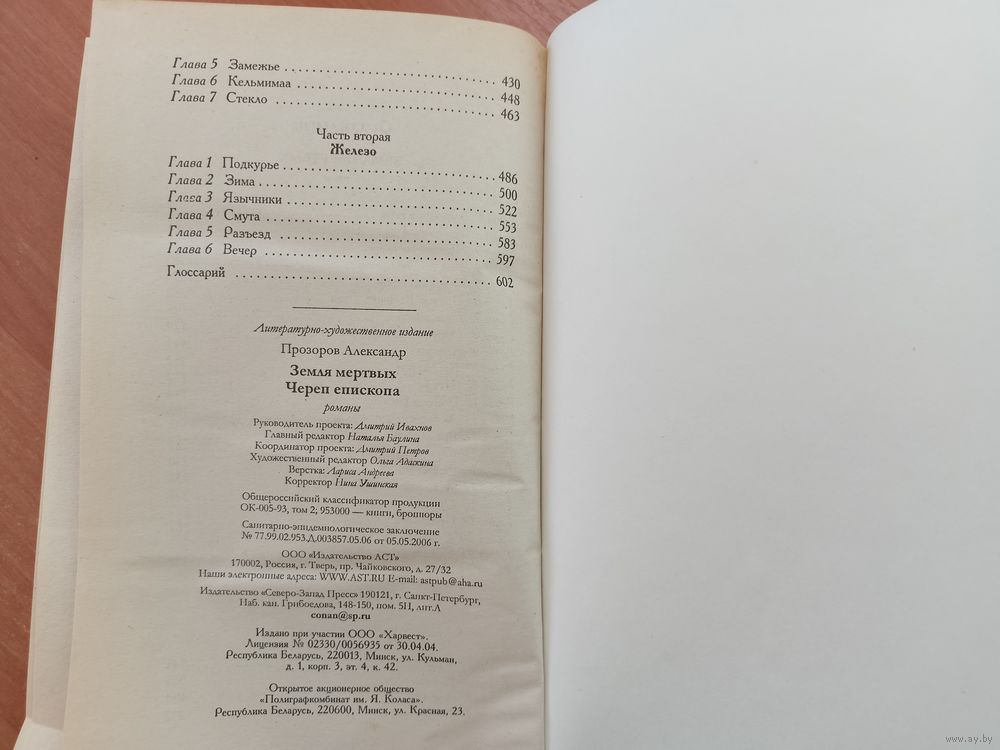 Глава 5 Замежье ........ 430
Глава 6 Кельмимаа ........ 448
Глава 7 Стекло ........ 463
Часть вторая
Железо
Глава 1 Подкурье ........ 486
Глава 2 Зима ........ 500
Глава 3 Язычники ........ 522
Глава 4 Смута ........ 553
Глава 5 Разъезд ........ 583
Глава 6 Вечер ........ 597
Глоссарий ........ 602
Литературно-художественное издание
Прозоров Александр
Земля мертвых
Череп епископа
романы
Руководитель проекта: Дмитрий Ивахнов
Главный редактор Наталья Баулина
Координатор проекта: Дмитрий Петров
Художественный редактор Ольга Адаскина
Верстка: Лариса Андреева
Корректор Нина Ушинская
Общероссийский классификатор продукции
ОК-005-93, том 2; 953000 — книги, брошюры
Санитарно-эпидемиологическое заключение
№ 77.99.02.953.Д.003857.05.06 от 05.05.2006 г.
ООО «Издательство АСТ»
170002, Россия, г. Тверь, пр. Чайковского, д. 27/32
Наши электронные адреса: WWW.AST.RU E-mail: astpub@aha.ru
Издательство «Северо-Запад Пресс» 190121, г. Санкт-Петербург,
Наб. кан. Грибоедова, 148-150, пом. 5Н, лит.А
conan@sp.ru
Издано при участии ООО «Харвест».
Лицензия № 02330/0056935 от 30.04.04.
Республика Беларусь, 220013, Минск, ул. Кульман,
д. 1, корп. 3, эт. 4, к. 42.
Открытое акционерное общество
«Полиграфкомбинат им. Я. Коласа».
Республика Беларусь, 220600, Минск, ул. Красная, 23.
www.ay.by